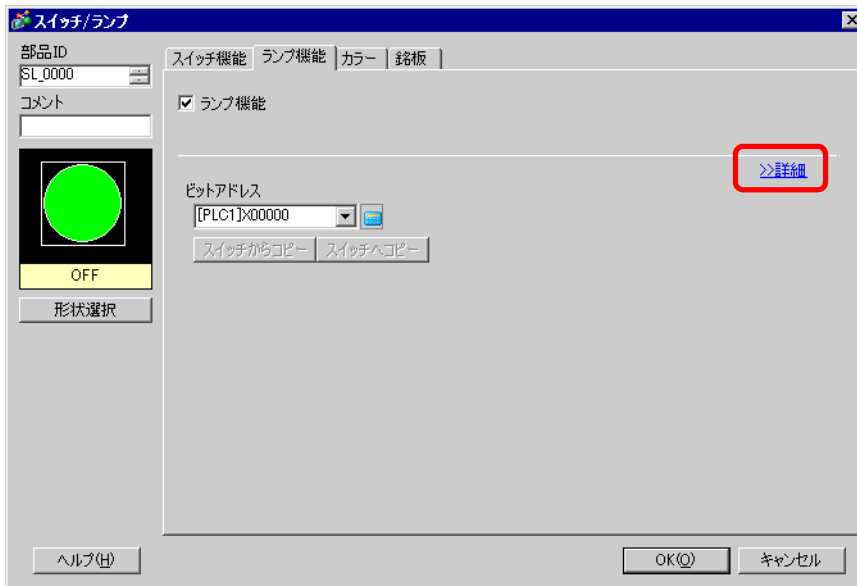 スイッチ/ランプ
部品ID
SL_0000
コメント
OFF
形状選択
スイッチ機能 ランプ機能 カラー 銘板
ランプ機能
>>詳細
ビットアドレス
[PLC1]X00000
スイッチからコピー スイッチへコピー
ヘルプ(H) OK(O) キャンセル